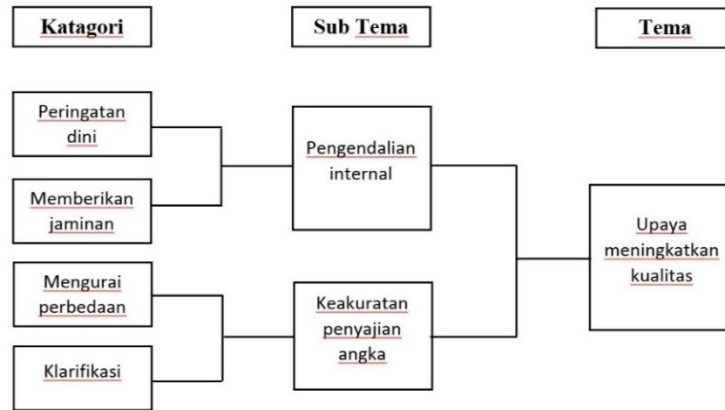 Katagori
Sub Tema
Tema
Peringatan
dini
Memberikan
jaminan
Pengendalian
internal
Mengurai
perbedaan
Klarifikasi
Keakuratan
penyajian
angka
Upaya
meningkatkan
kualitas